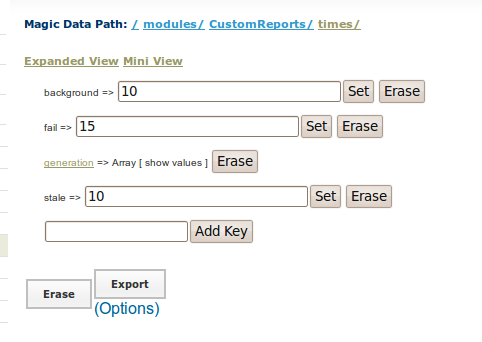 Magic Data Path: / modules/ CustomReports/ times/
Expanded View Mini View
background => 10 Set Erase
fail => 15 Set Erase
generation => Array [ show values ] Erase
stale => 10 Set Erase
Add Key
Erase Export
(Options)